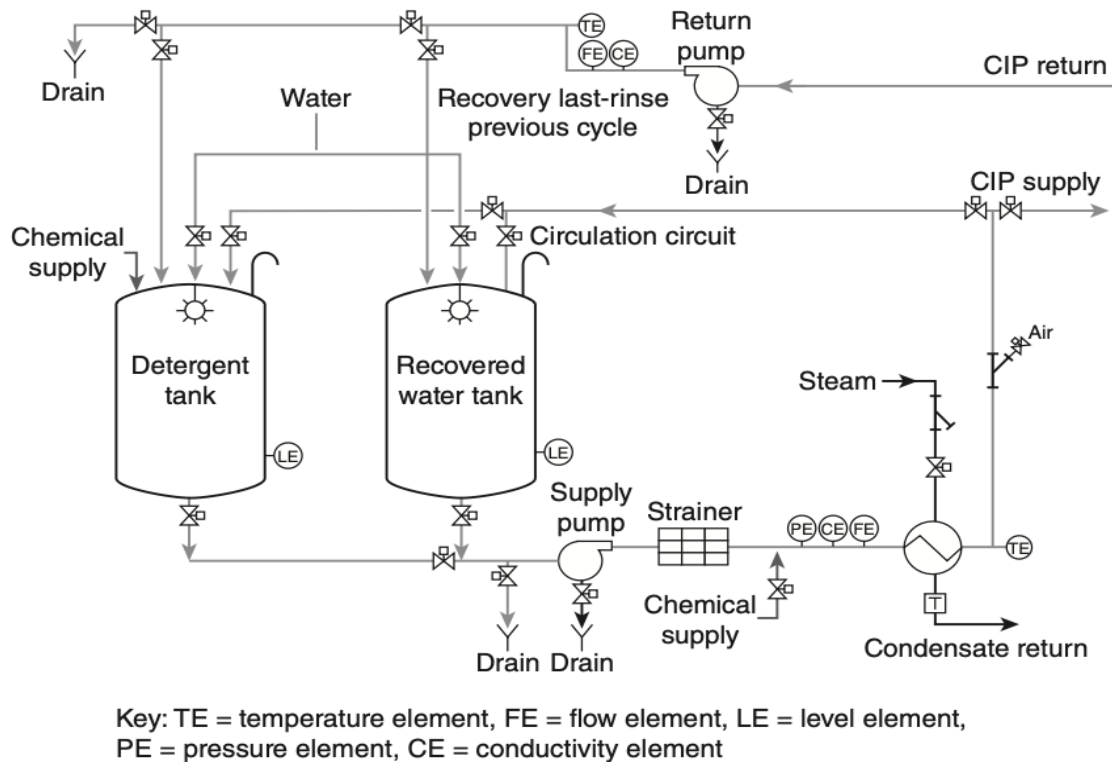 TE
Return
pump
FE
CE
CIP return
Drain
Water
Recovery last-rinse
previous cycle
Drain
CIP supply
Chemical
supply
Circulation circuit
Detergent
tank
Recovered
water tank
Air
Steam
LE
LE
Supply
pump
Strainer
PE
CE
FE
TE
Chemical
supply
T
Drain
Drain
Condensate return
Key: TE = temperature element, FE = flow element, LE = level element,
PE = pressure element, CE = conductivity element